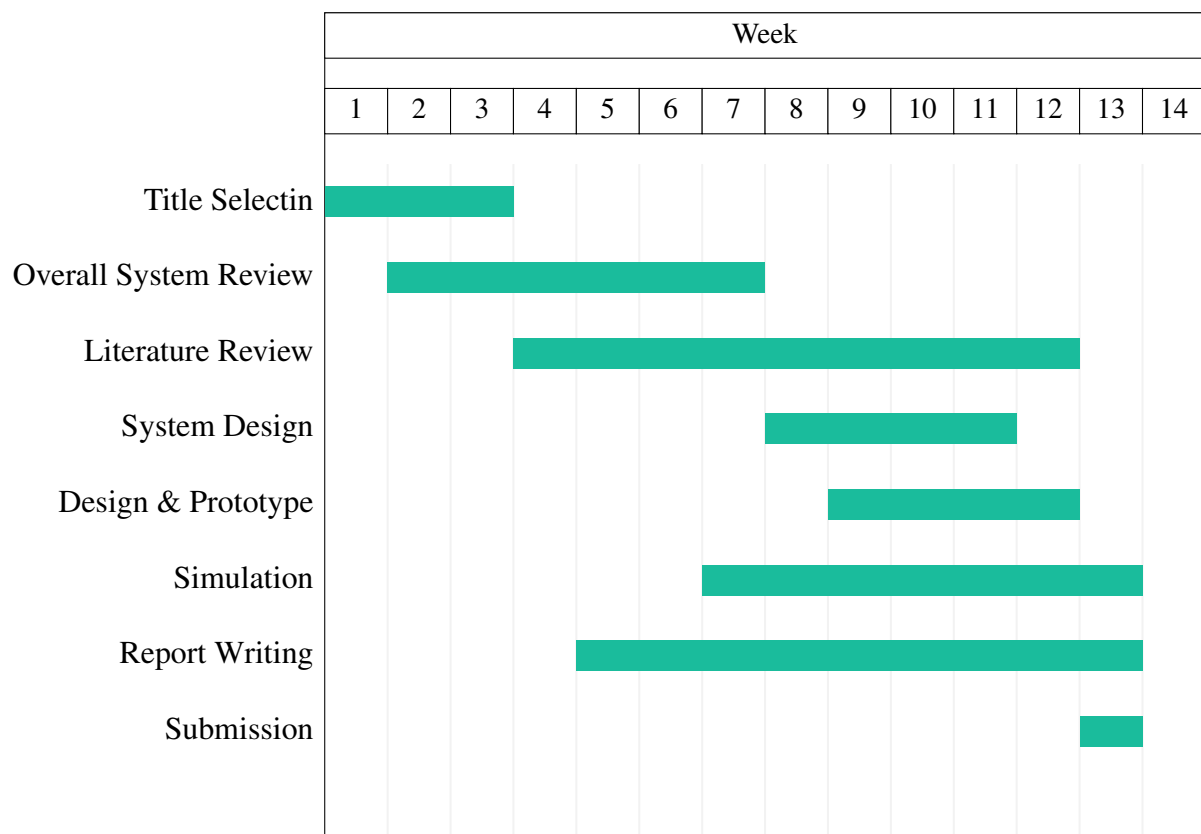 Week
1 2 3 4 5 6 7 8 9 10 11 12 13 14
Title Selectin
Overall System Review
Literature Review
System Design
Design & Prototype
Simulation
Report Writing
Submission